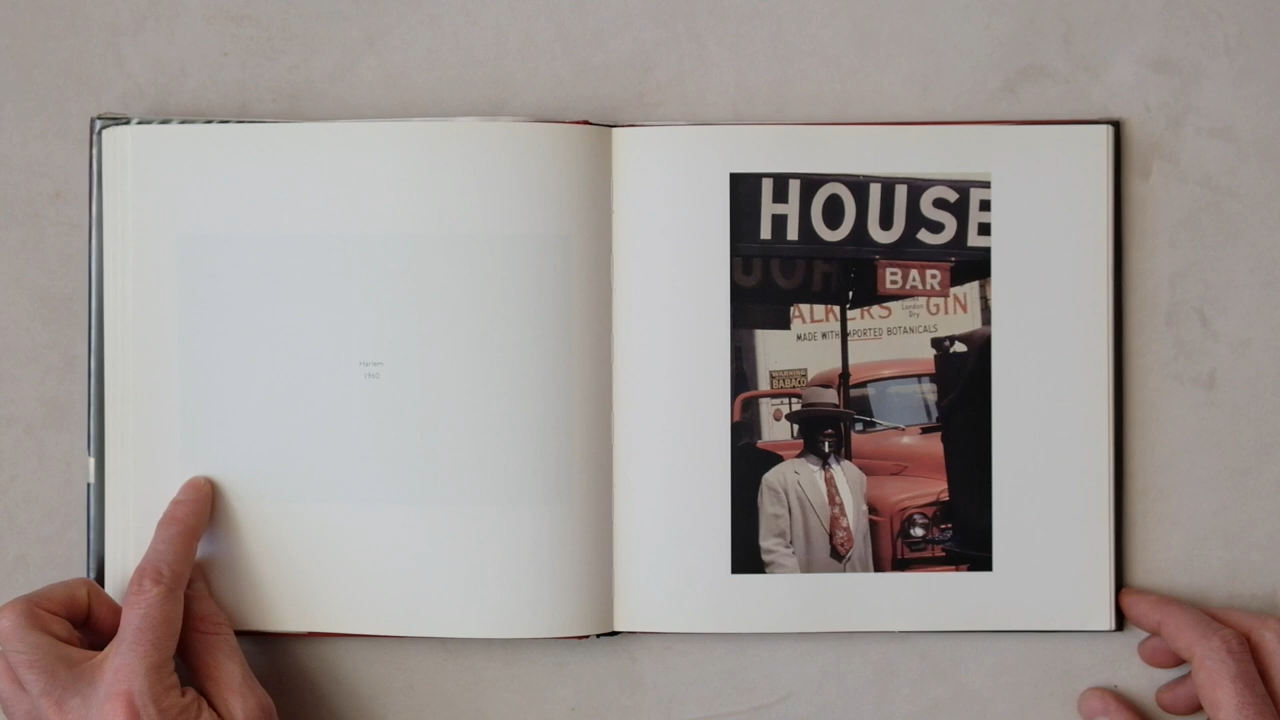 Harlem
1960
HOUSE
BAR
ALKERS
London
Dry
GIN
MADE WITH IMPORTED BOTANICALS
WARNING
BABACO